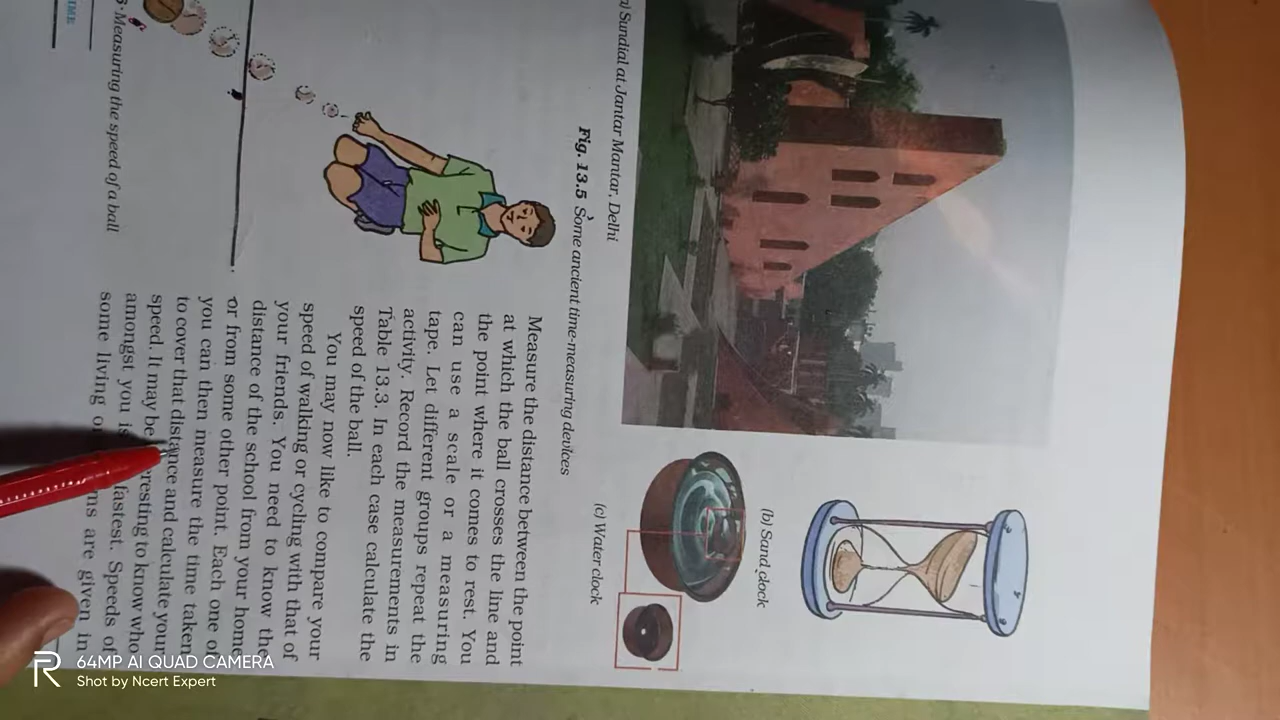 (a) Sundial at Jantar Mantar, Delhi
(b) Sand clock
(c) Water clock
Fig. 13.5 Some ancient time-measuring devices
Measuring the speed of a ball
Measure the distance between the point
at which the ball crosses the line and
the point where it comes to rest. You
can use a scale or a measuring
tape. Let different groups repeat the
activity. Record the measurements in
Table 13.3. In each case calculate the
speed of the ball.
You may now like to compare your
speed of walking or cycling with that of
your friends. You need to know the
distance of the school from your home
or from some other point. Each one of
you can then measure the time taken
to cover that distance and calculate your
speed. It may be know who
amongst you is fastest. Speeds of
some living are given in
64MP AI QUAD CAMERA
Shot by Ncert Expert